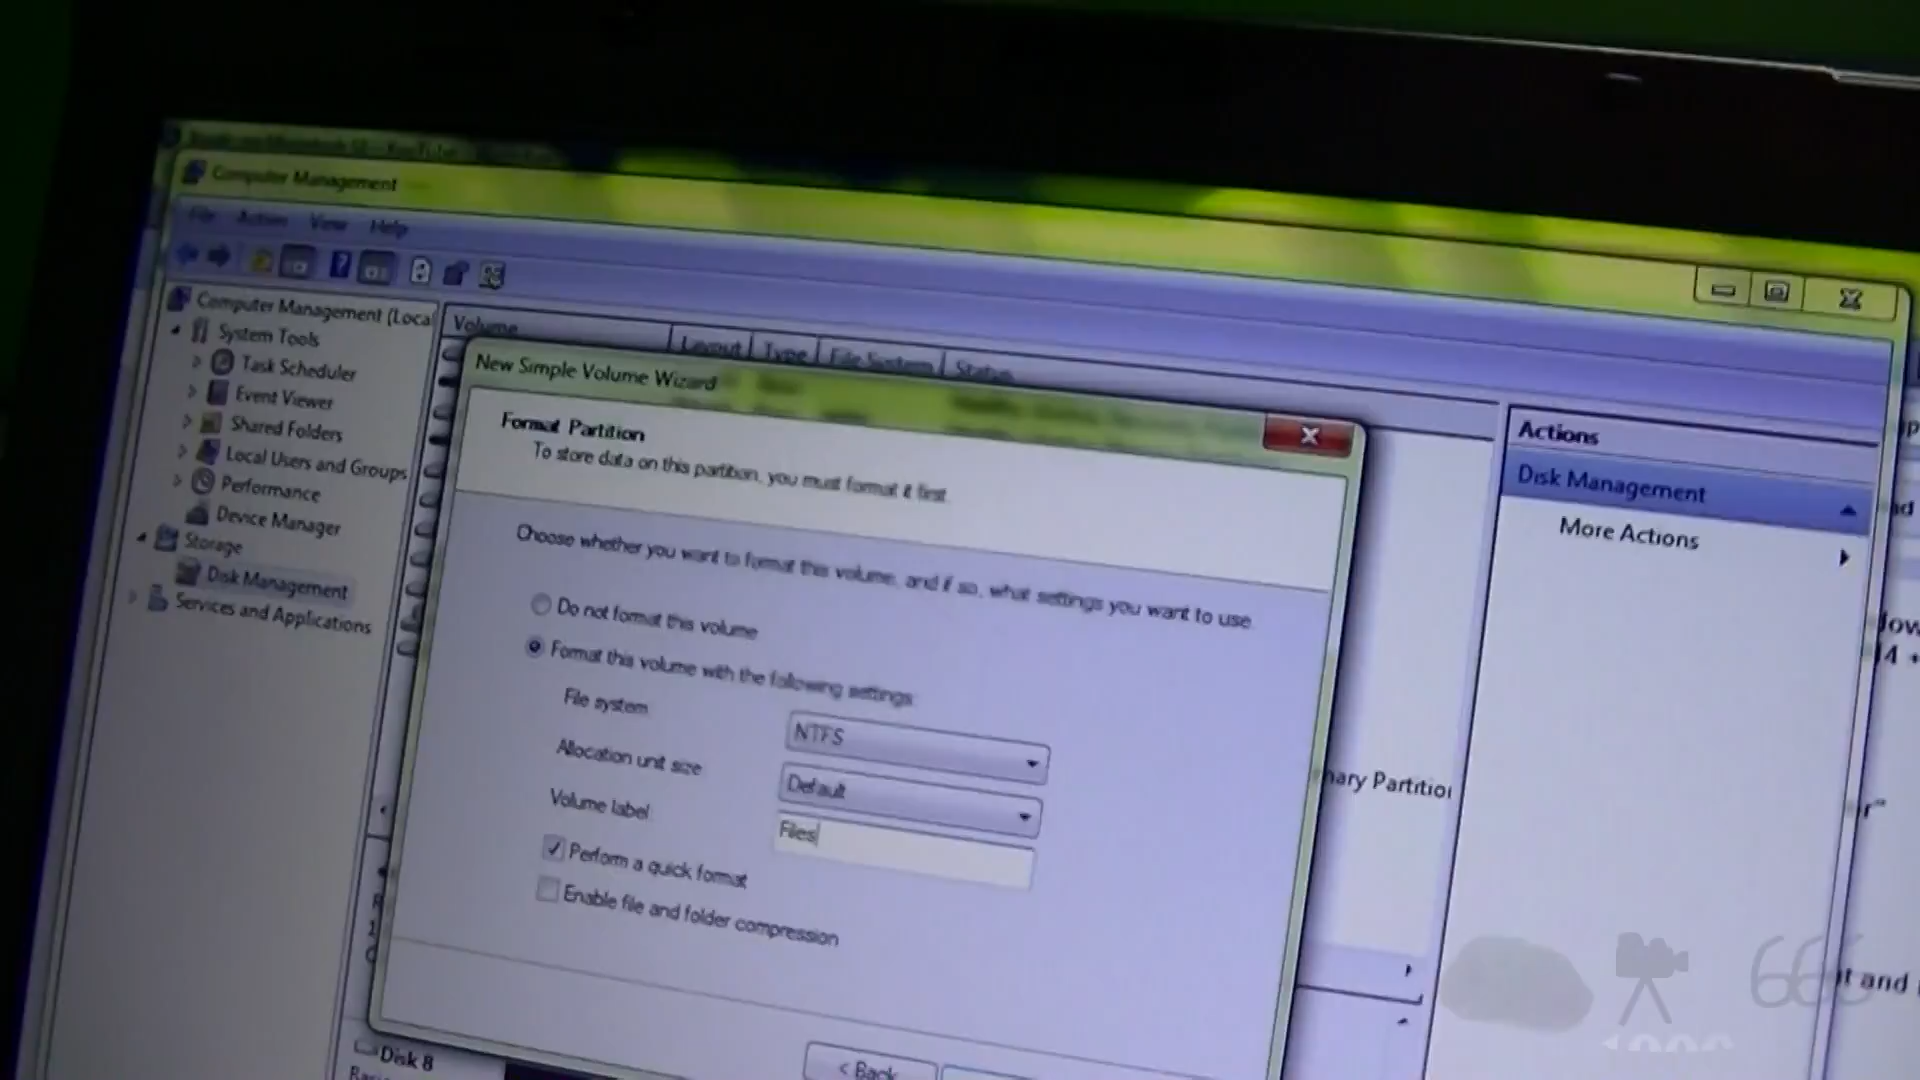 Computer Management
File Action View Help
Computer Management (Local
System Tools
Task Scheduler
Event Viewer
Shared Folders
Local Users and Groups
Performance
Device Manager
Storage
Disk Management
Services and Applications
Volume Layout Type File System Status
New Simple Volume Wizard
Format Partition
To store data on this partition, you must format it first.
Choose whether you want to format this volume, and if so, what settings you want to use.
Do not format this volume
Format this volume with the following settings:
File system
NTFS
Allocation unit size
Default
Volume label
Files
Perform a quick format
Enable file and folder compression
< Back
Actions
Disk Management
More Actions
Partition
Disk 8
and
666